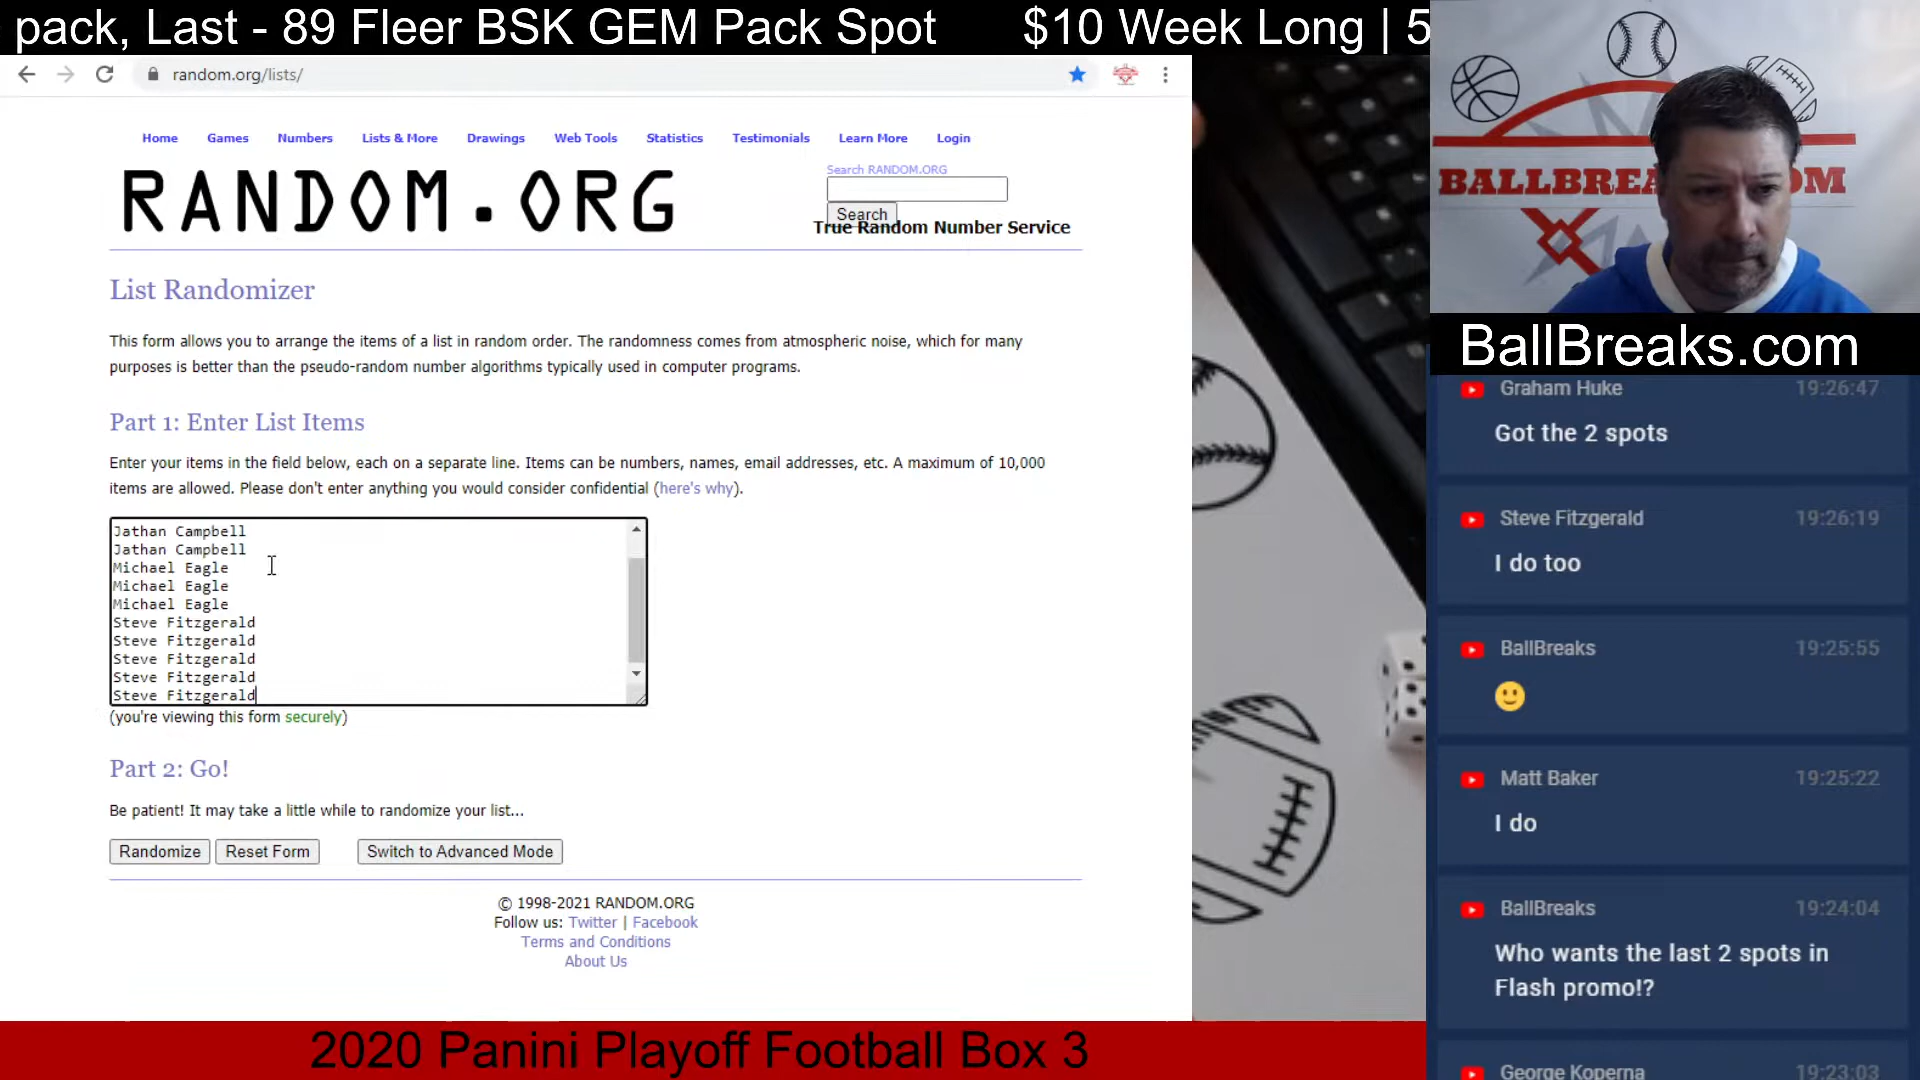 pack, Last - 89 Fleer BSK GEM Pack Spot $10 Week Long | 5
random.org/lists/
Home Games Numbers Lists & More Drawings Web Tools Statistics Testimonials Learn More Login
RANDOM.ORG
Search RANDOM.ORG
Search
True Random Number Service
List Randomizer
This form allows you to arrange the items of a list in random order. The randomness comes from atmospheric noise, which for many
purposes is better than the pseudo-random number algorithms typically used in computer programs.
Part 1: Enter List Items
Enter your items in the field below, each on a separate line. Items can be numbers, names, email addresses, etc. A maximum of 10,000
items are allowed. Please don't enter anything you would consider confidential (here's why).
Jathan Campbell
Jathan Campbell
Michael Eagle
Michael Eagle
Michael Eagle
Steve Fitzgerald
Steve Fitzgerald
Steve Fitzgerald
Steve Fitzgerald
Steve Fitzgerald
(you're viewing this form securely)
Part 2: Go!
Be patient! It may take a little while to randomize your list...
Randomize Reset Form Switch to Advanced Mode
© 1998-2021 RANDOM.ORG
Follow us: Twitter | Facebook
Terms and Conditions
About Us
BallBreaks.com
Graham Huke 19:26:47
Got the 2 spots
Steve Fitzgerald 19:26:19
I do too
BallBreaks 19:25:55
🙂
Matt Baker 19:25:22
I do
BallBreaks 19:24:04
Who wants the last 2 spots in
Flash promo!?
George Koperna 19:23:03
2020 Panini Playoff Football Box 3